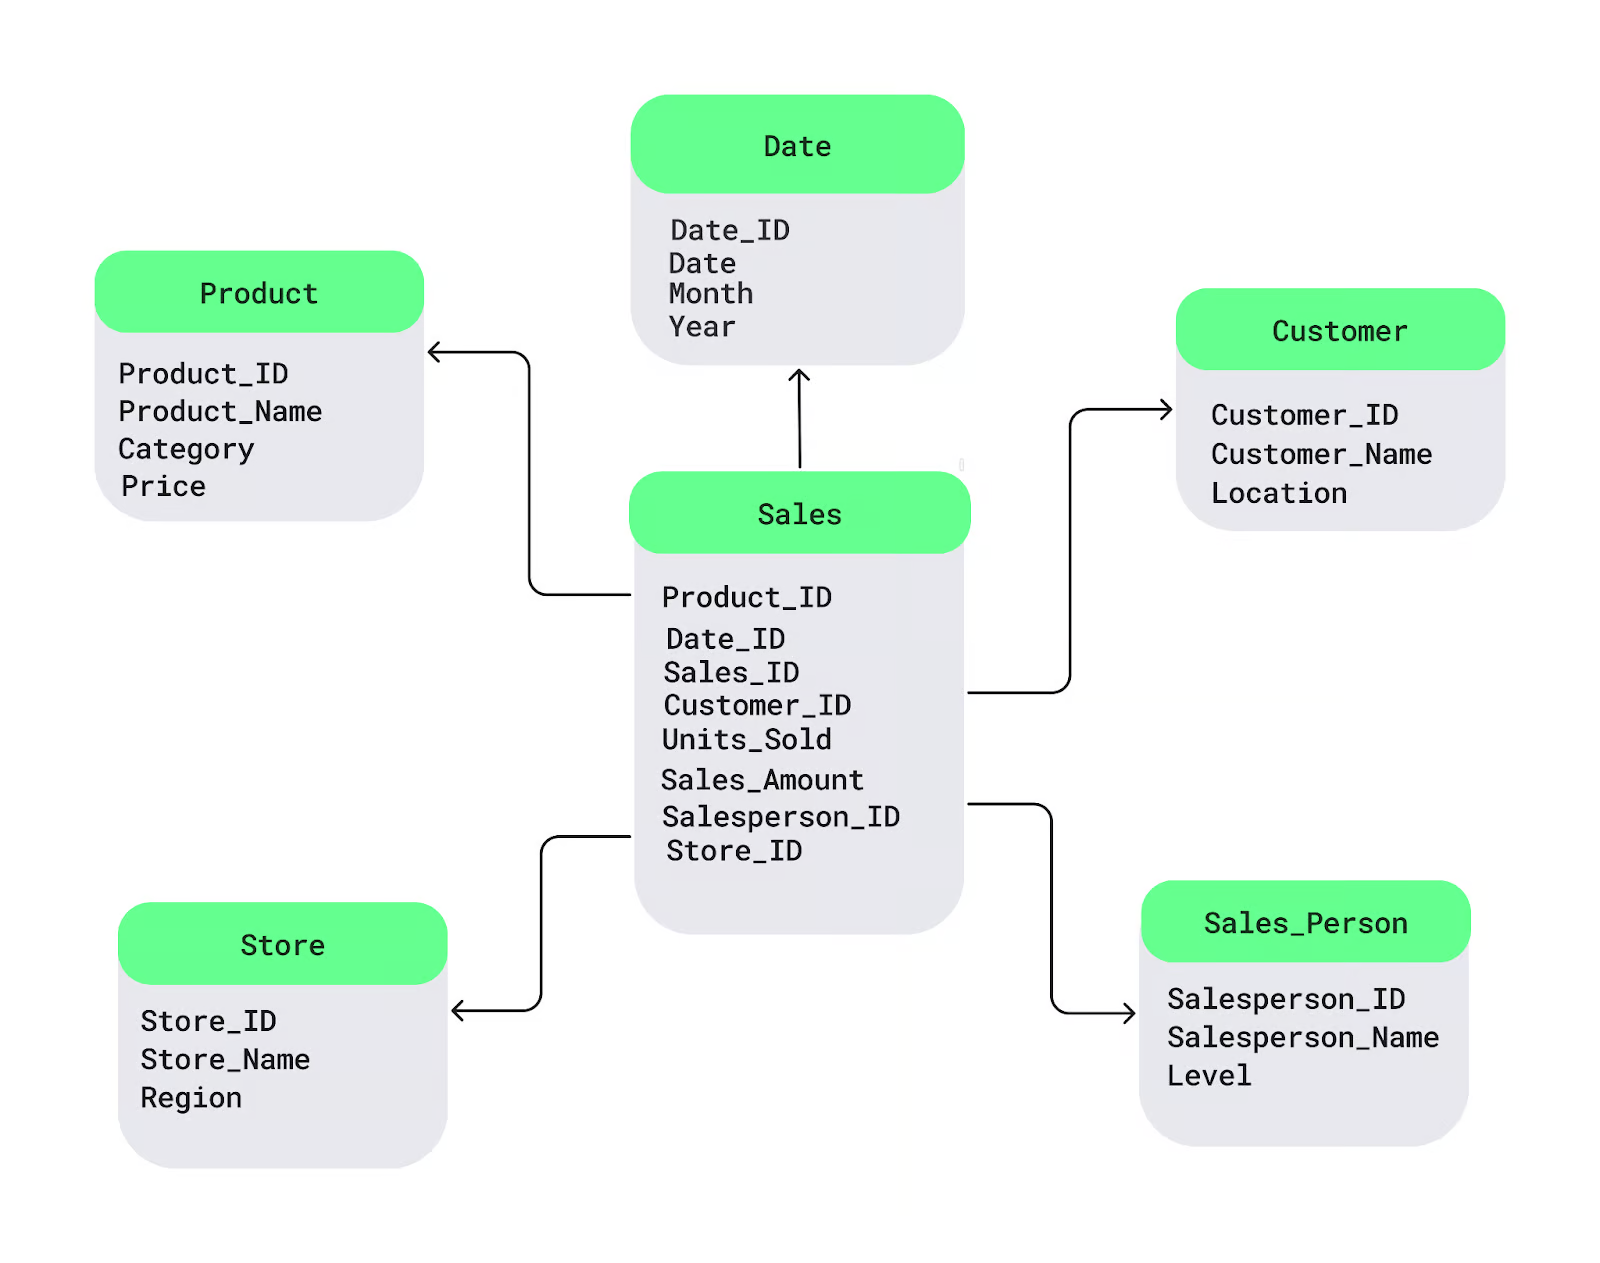 Date
Date_ID
Date
Month
Year
Product
Product_ID
Product_Name
Category
Price
Customer
Customer_ID
Customer_Name
Location
Sales
Product_ID
Date_ID
Sales_ID
Customer_ID
Units_Sold
Sales_Amount
Salesperson_ID
Store_ID
Store
Store_ID
Store_Name
Region
Sales_Person
Salesperson_ID
Salesperson_Name
Level